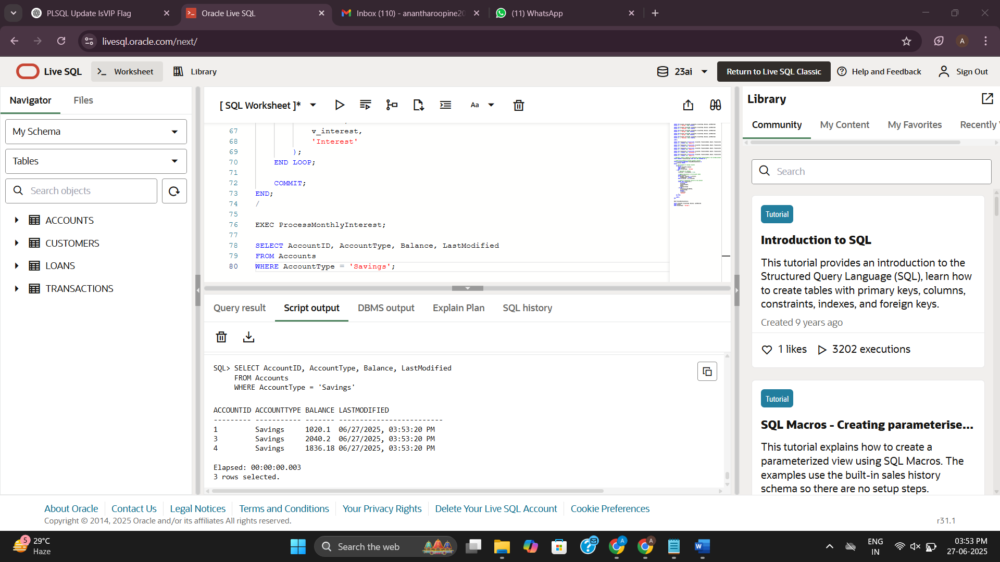 PLSQL Update IsVIP Flag
Oracle Live SQL
Inbox (110) - anantharoopine20
(11) WhatsApp
livesql.oracle.com/next/
A
Live SQL
Worksheet
Library
23ai
Return to Live SQL Classic
Help and Feedback
Sign Out
Navigator
Files
My Schema
Tables
Search objects
ACCOUNTS
CUSTOMERS
LOANS
TRANSACTIONS
[ SQL Worksheet ]*
Aa
67 v_interest,
68 'Interest'
69 );
70 END LOOP;
71
72 COMMIT;
73 END;
74 /
75
76 EXEC ProcessMonthlyInterest;
77
78 SELECT AccountID, AccountType, Balance, LastModified
79 FROM Accounts
80 WHERE AccountType = 'Savings';
Query result
Script output
DBMS output
Explain Plan
SQL history
SQL> SELECT AccountID, AccountType, Balance, LastModified
FROM Accounts
WHERE AccountType = 'Savings'
ACCOUNTID ACCOUNTTYPE BALANCE LASTMODIFIED
--------- ----------- ------- -------------------------
1 Savings 1020.1 06/27/2025, 03:53:20 PM
3 Savings 2040.2 06/27/2025, 03:53:20 PM
4 Savings 1836.18 06/27/2025, 03:53:20 PM
Elapsed: 00:00:00.003
3 rows selected.
Library
Community
My Content
My Favorites
Recently V
Search
Tutorial
Introduction to SQL
This tutorial provides an introduction to the
Structured Query Language (SQL), learn how
to create tables with primary keys, columns,
constraints, indexes, and foreign keys.
Created 9 years ago
1 likes
3202 executions
Tutorial
SQL Macros - Creating parameterise...
This tutorial explains how to create a
parameterized view using SQL Macros. The
examples use the built-in sales history
schema so there are no setup steps.
About Oracle
Contact Us
Legal Notices
Terms and Conditions
Your Privacy Rights
Delete Your Live SQL Account
Cookie Preferences
Copyright © 2014, 2025 Oracle and/or its affiliates All rights reserved.
r31.1
5
29°C
Haze
Search the web
A
A
W
ENG
IN
03:53 PM
27-06-2025